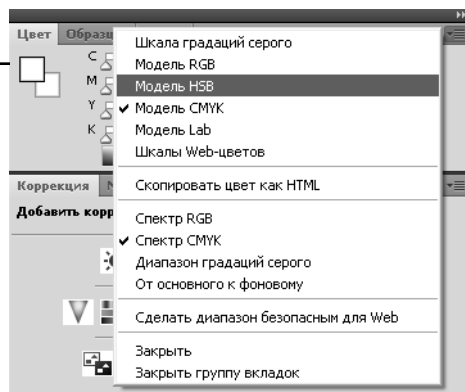 Цвет
C
M
Y
K
Шкала градаций серого
Модель RGB
Модель HSB
Модель CMYK
Модель Lab
Шкалы Web-цветов
Скопировать цвет как HTML
Спектр RGB
Спектр CMYK
Диапазон градаций серого
От основного к фоновому
Сделать диапазон безопасным для Web
Закрыть
Закрыть группу вкладок
Коррекция
Добавить